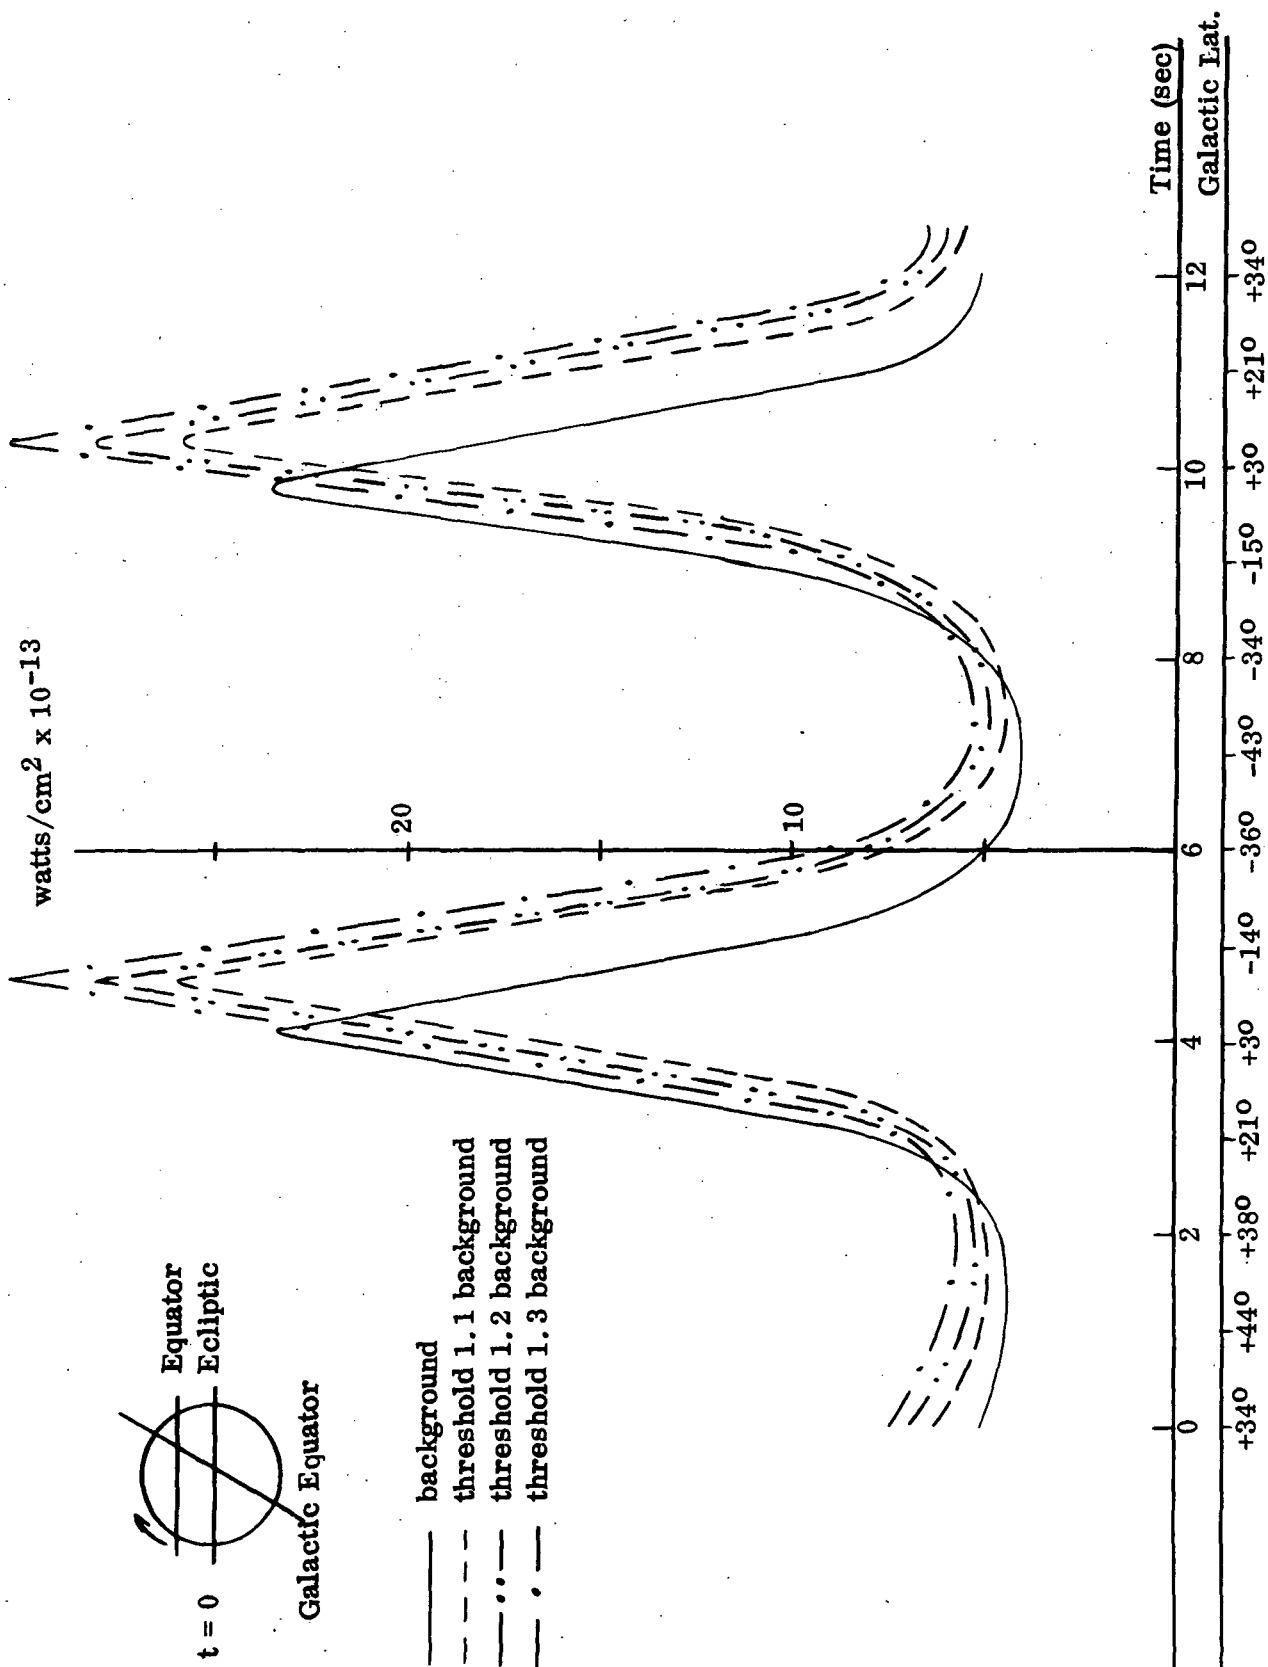 watts/cm² x 10⁻¹³
20
10
t = 0
Equator
Ecliptic
Galactic Equator
background
threshold 1.1 background
threshold 1.2 background
threshold 1.3 background
0 2 4 6 8 10 12 Time (sec)
+34° +44° +38° +21° +3° -14° -36° -43° -34° -15° +3° +21° +34° Galactic Lat.